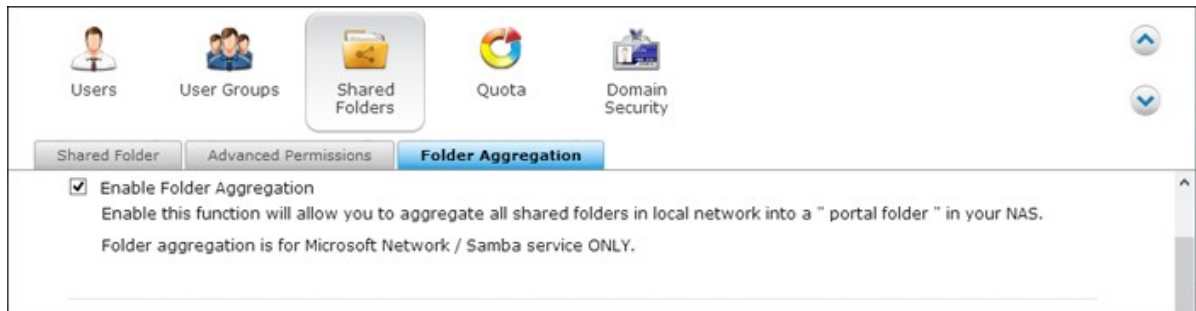 Users
User Groups
Shared
Folders
Quota
Domain
Security
Shared Folder
Advanced Permissions
Folder Aggregation
Enable Folder Aggregation
Enable this function will allow you to aggregate all shared folders in local network into a " portal folder " in your NAS.
Folder aggregation is for Microsoft Network / Samba service ONLY.